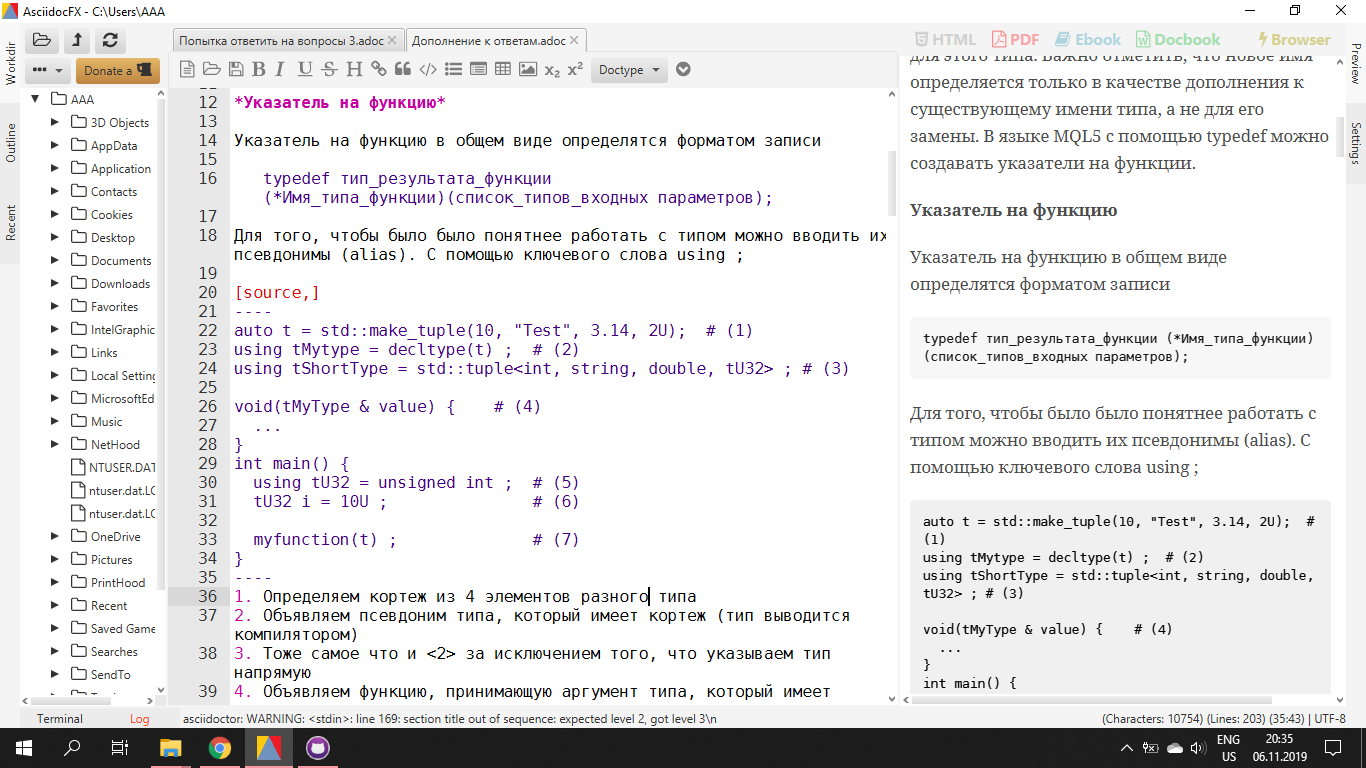 AsciidocFX - C:\Users\AAA
Workdir
Outline
Recent
Donate a
AAA
3D Objects
AppData
Application
Contacts
Cookies
Desktop
Documents
Downloads
Favorites
IntelGraphic
Links
Local Setting
MicrosoftEd
Music
NetHood
NTUSER.DAT
ntuser.dat.LO
ntuser.dat.LO
OneDrive
Pictures
PrintHood
Recent
Saved Game
Searches
SendTo
Попытка ответить на вопросы 3.adoc
Дополнение к ответам.adoc
B I U S H </> x₂ x² Doctype
12 *Указатель на функцию*
13
14 Указатель на функцию в общем виде определятся форматом записи
15
16 typedef тип_результата_функции
(*Имя_типа_функции)(список_типов_входных параметров);
17
18 Для того, чтобы было было понятнее работать с типом можно вводить их
псевдонимы (alias). С помощью ключевого слова using ;
19
20 [source,]
21 ----
22 auto t = std::make_tuple(10, "Test", 3.14, 2U);  # (1)
23 using tMytype = decltype(t) ;  # (2)
24 using tShortType = std::tuple<int, string, double, tU32> ; # (3)
25
26 void(tMyType & value) {    # (4)
27   ...
28 }
29 int main() {
30   using tU32 = unsigned int ;  # (5)
31   tU32 i = 10U ;               # (6)
32
33   myfunction(t) ;              # (7)
34 }
35 ----
36 1. Определяем кортеж из 4 элементов разного типа
37 2. Объявляем псевдоним типа, который имеет кортеж (тип выводится
компилятором)
38 3. Тоже самое что и <2> за исключением того, что указываем тип
напрямую
39 4. Объявляем функцию, принимающую аргумент типа, который имеет
HTML PDF Ebook Docbook Browser
для этого типа. Важно отметить, что новое имя
определяется только в качестве дополнения к
существующему имени типа, а не для его
замены. В языке MQL5 с помощью typedef можно
создавать указатели на функции.
Указатель на функцию
Указатель на функцию в общем виде
определятся форматом записи
typedef тип_результата_функции (*Имя_типа_функции)
(список_типов_входных параметров);
Для того, чтобы было было понятнее работать с
типом можно вводить их псевдонимы (alias). С
помощью ключевого слова using ;
auto t = std::make_tuple(10, "Test", 3.14, 2U);  #
(1)
using tMytype = decltype(t) ;  # (2)
using tShortType = std::tuple<int, string, double,
tU32> ; # (3)
void(tMyType & value) {    # (4)
...
}
int main() {
Preview
Settings
Terminal
Log
asciidoctor: WARNING: <stdin>: line 169: section title out of sequence: expected level 2, got level 3\n
(Characters: 10754) (Lines: 203) (35:43) | UTF-8
ENG
US
20:35
06.11.2019